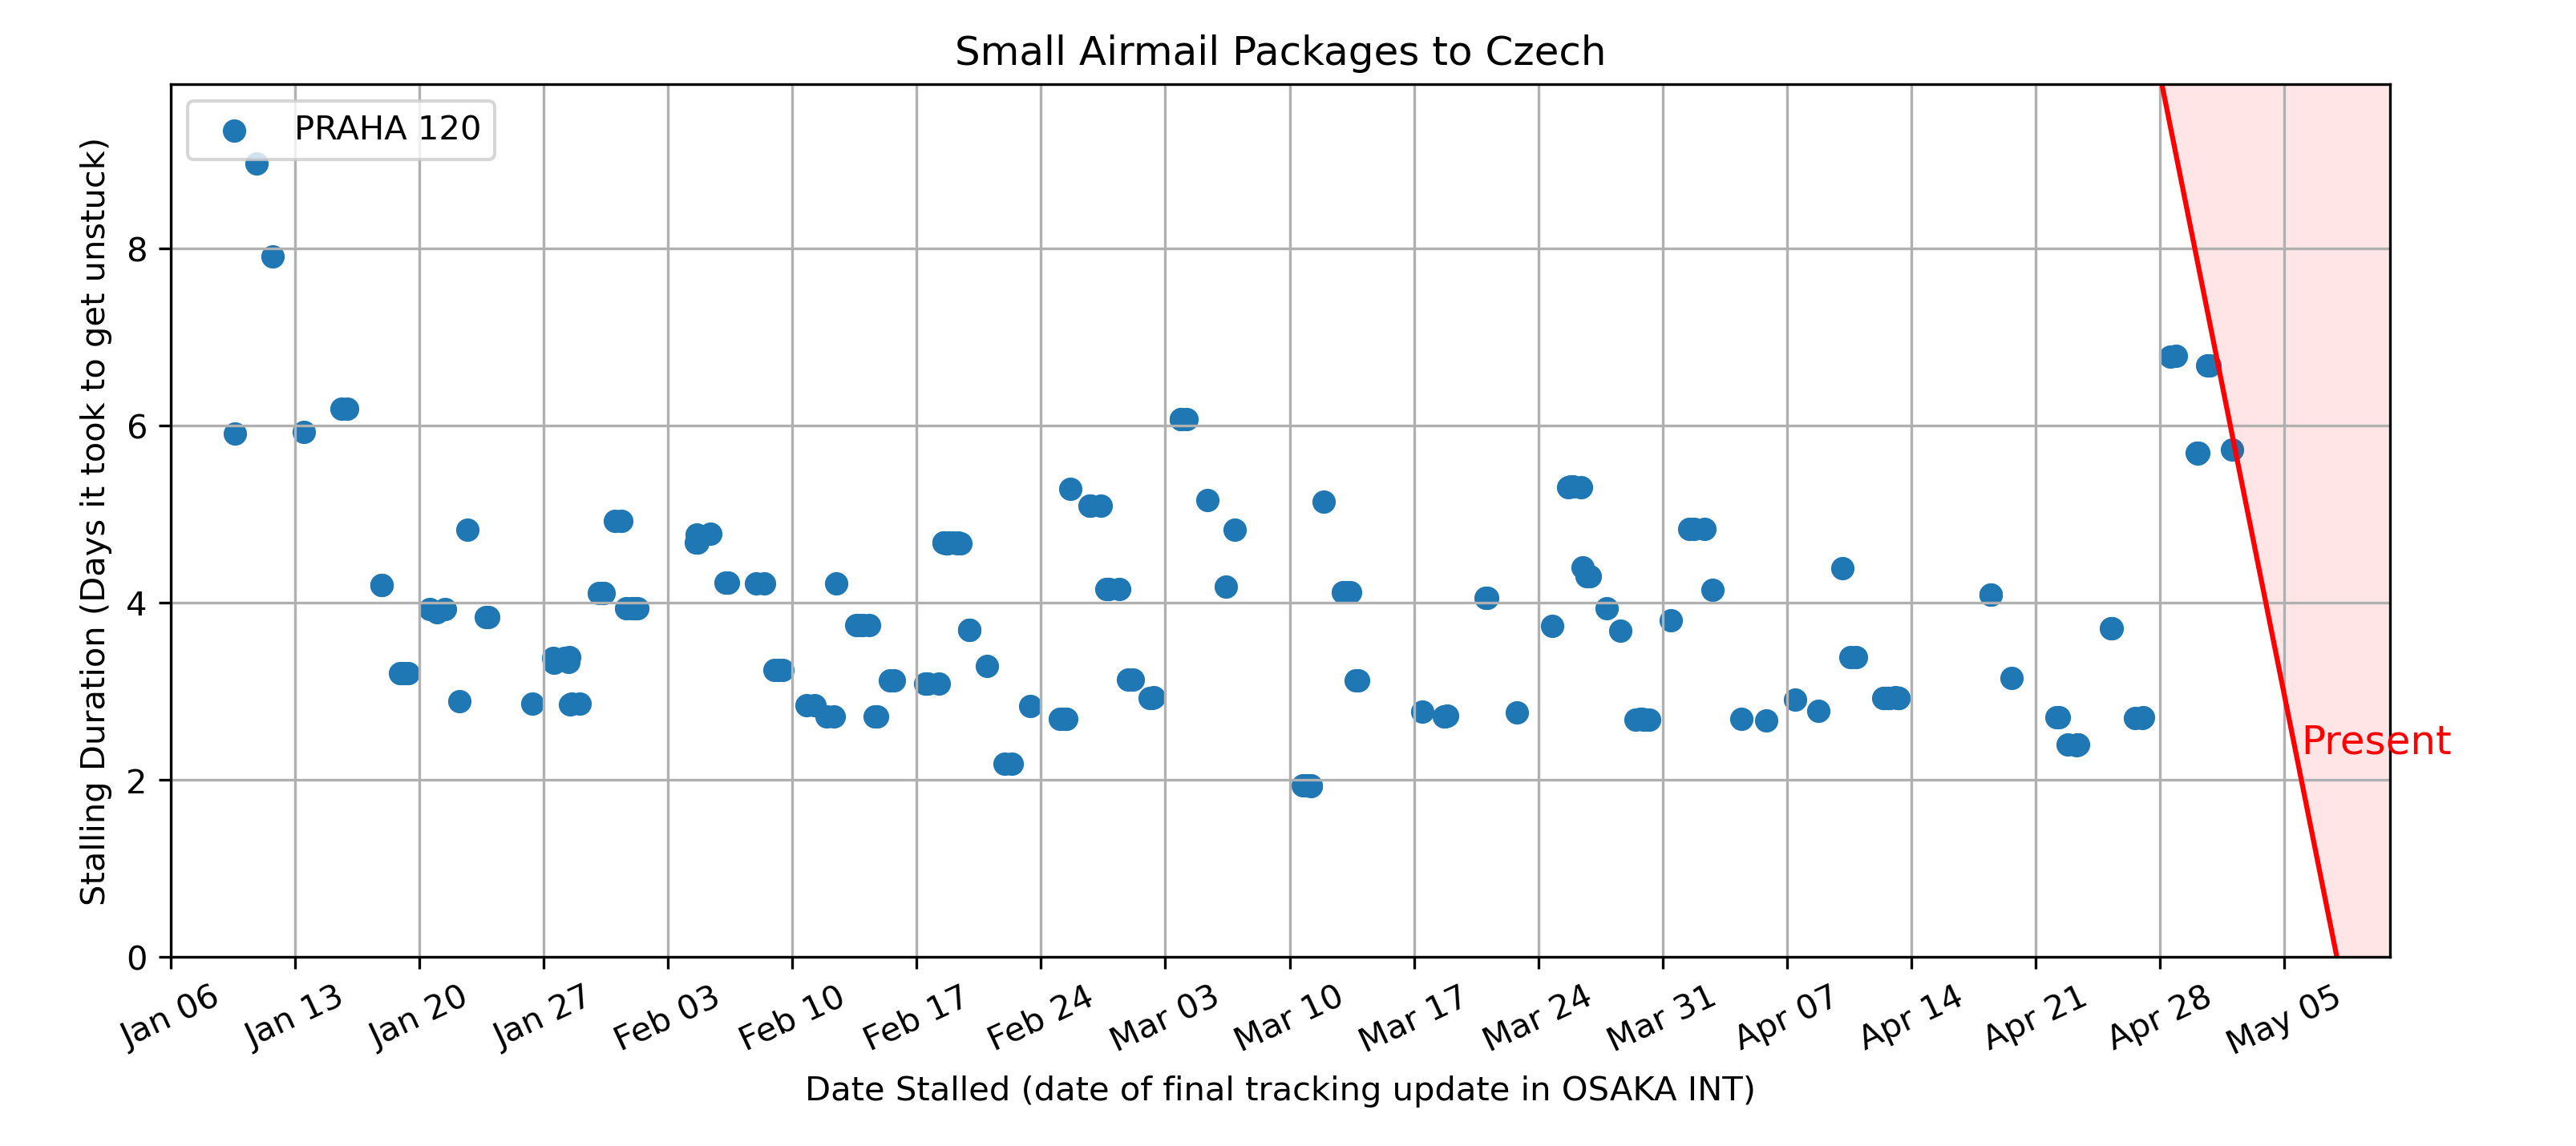 Small Airmail Packages to Czech
PRAHA 120
Stalling Duration (Days it took to get unstuck)
8
6
4
2
0
Present
Jan 06
Jan 13
Jan 20
Jan 27
Feb 03
Feb 10
Feb 17
Feb 24
Mar 03
Mar 10
Mar 17
Mar 24
Mar 31
Apr 07
Apr 14
Apr 21
Apr 28
May 05
Date Stalled (date of final tracking update in OSAKA INT)